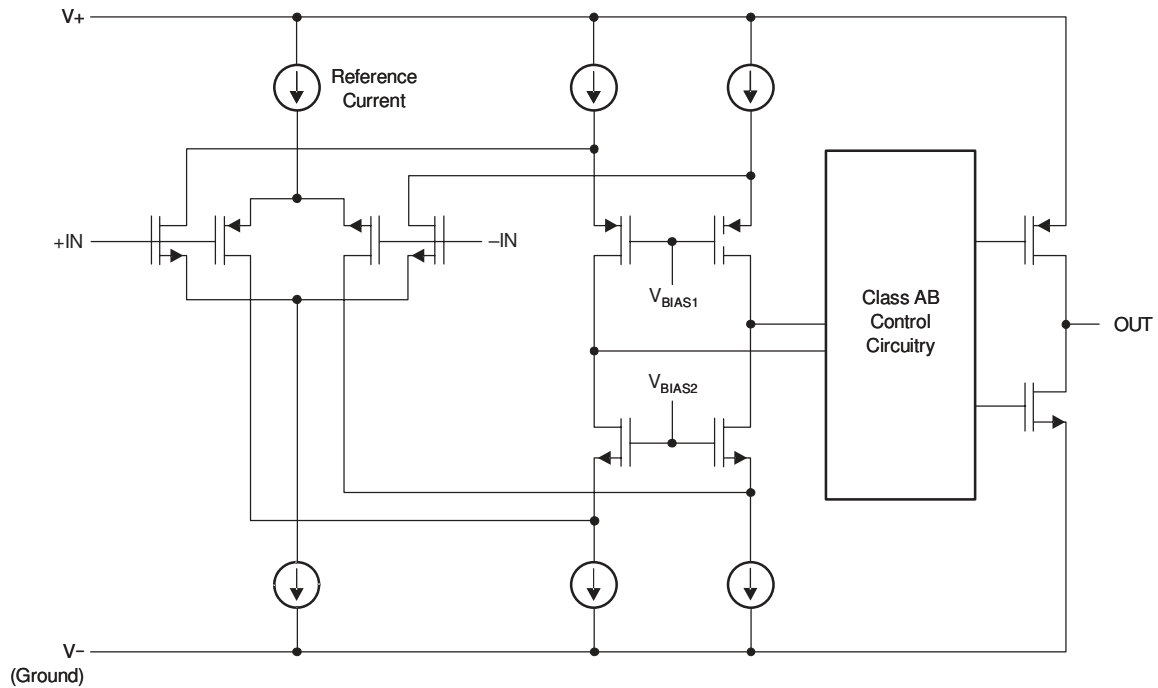 V+
Reference
Current
+IN
–IN
VBIAS1
Class AB
Control
Circuitry
OUT
VBIAS2
V–
(Ground)